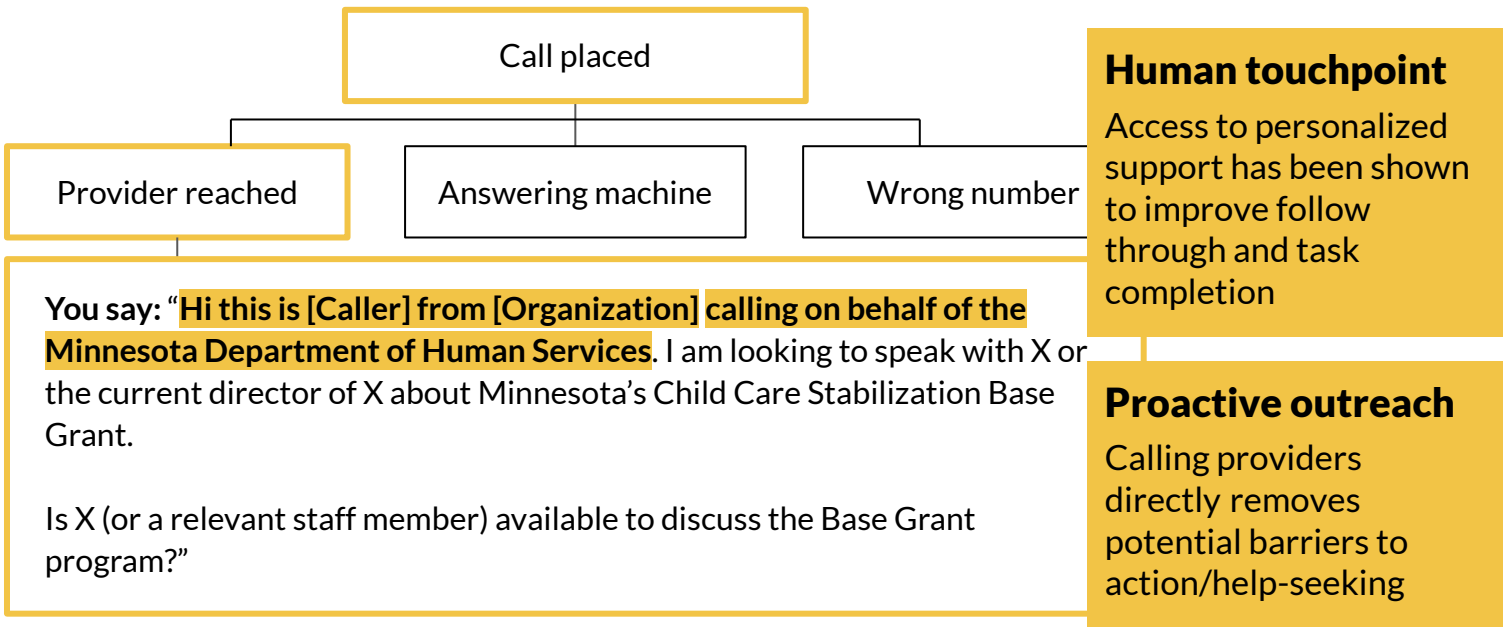 Call placed
Provider reached
Answering machine
Wrong number
You say: “Hi this is [Caller] from [Organization] calling on behalf of the
Minnesota Department of Human Services. I am looking to speak with X or
the current director of X about Minnesota’s Child Care Stabilization Base
Grant.
Is X (or a relevant staff member) available to discuss the Base Grant
program?”
Human touchpoint
Access to personalized
support has been shown
to improve follow
through and task
completion
Proactive outreach
Calling providers
directly removes
potential barriers to
action/help-seeking